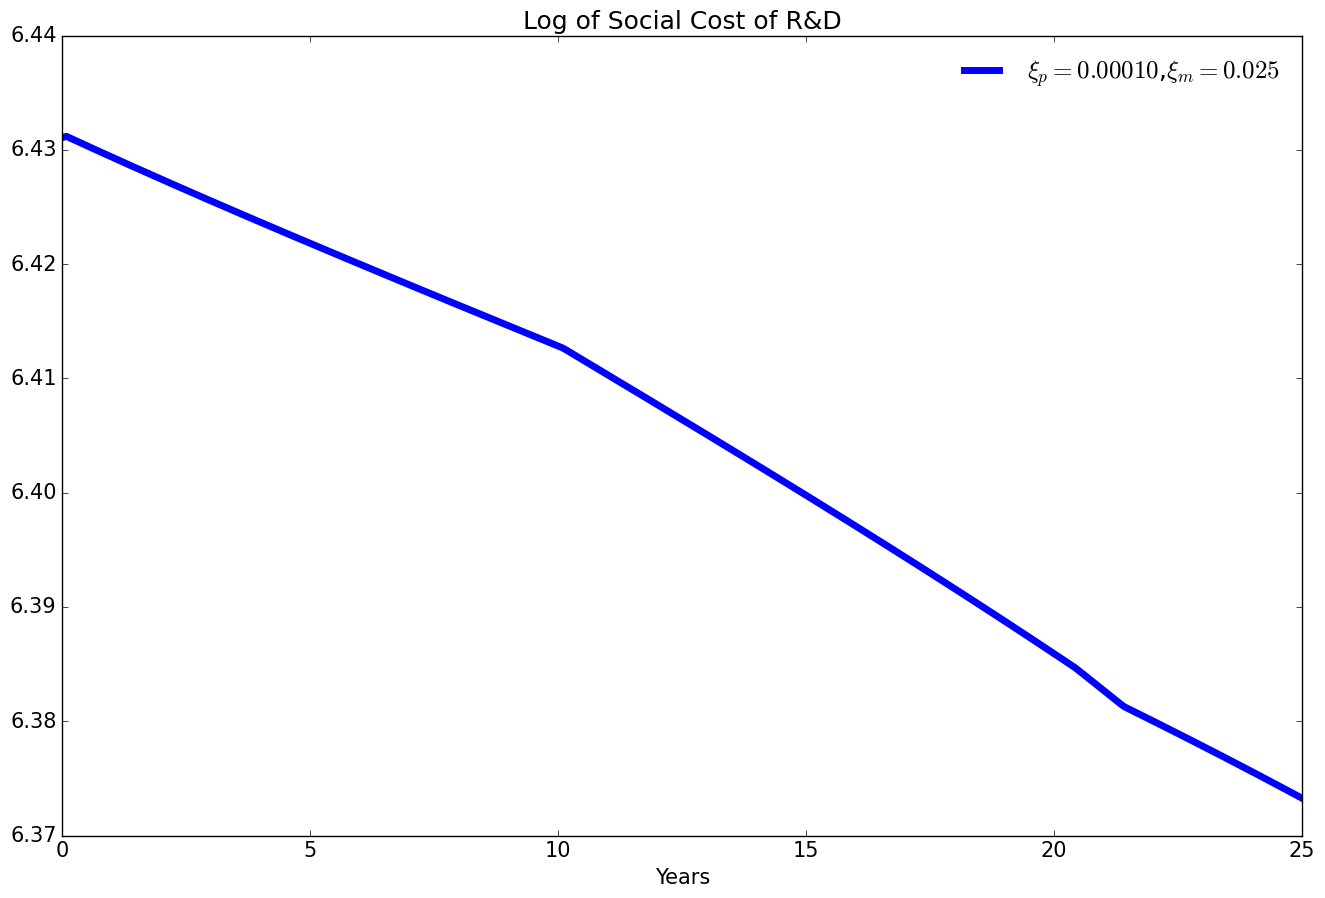 Log of Social Cost of R&D
6.44
6.43
6.42
6.41
6.40
6.39
6.38
6.37
ξp = 0.00010,ξm = 0.025
0 5 10 15 20 25
Years